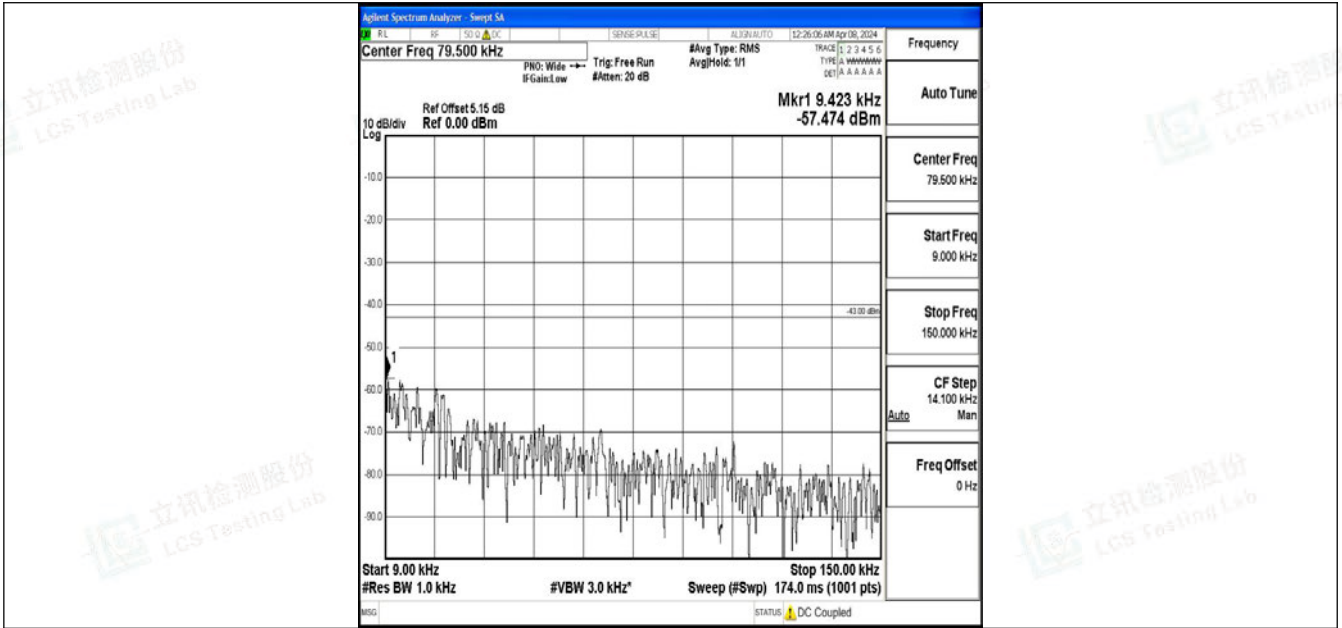 Agilent Spectrum Analyzer - Swept SA
RL RF 50 Ω DC SENSE:PULSE ALIGN AUTO 12:26:06 AM Apr 08, 2024
Center Freq 79.500 kHz
PNO: Wide
IFGain:Low
Trig: Free Run
#Atten: 20 dB
#Avg Type: RMS
Avg|Hold: 1/1
TRACE 1 2 3 4 5 6
TYPE A WWWWW
DET A A A A A A
Mkr1 9.423 kHz
-57.474 dBm
Ref Offset 5.15 dB
10 dB/div Ref 0.00 dBm
Log
-10.0
-20.0
-30.0
-40.0
-43.00 dBm
-50.0
1
-60.0
-70.0
-80.0
-90.0
Start 9.00 kHz Stop 150.00 kHz
#Res BW 1.0 kHz #VBW 3.0 kHz* Sweep (#Swp) 174.0 ms (1001 pts)
MSG STATUS DC Coupled
Frequency
Auto Tune
Center Freq
79.500 kHz
Start Freq
9.000 kHz
Stop Freq
150.000 kHz
CF Step
14.100 kHz
Auto Man
Freq Offset
0 Hz
立讯检测股份
LCS Testing Lab
立讯检测股
LCS Testing
立讯检测股份
LCS Testing Lab
立讯检测股份
LCS Testing Lab